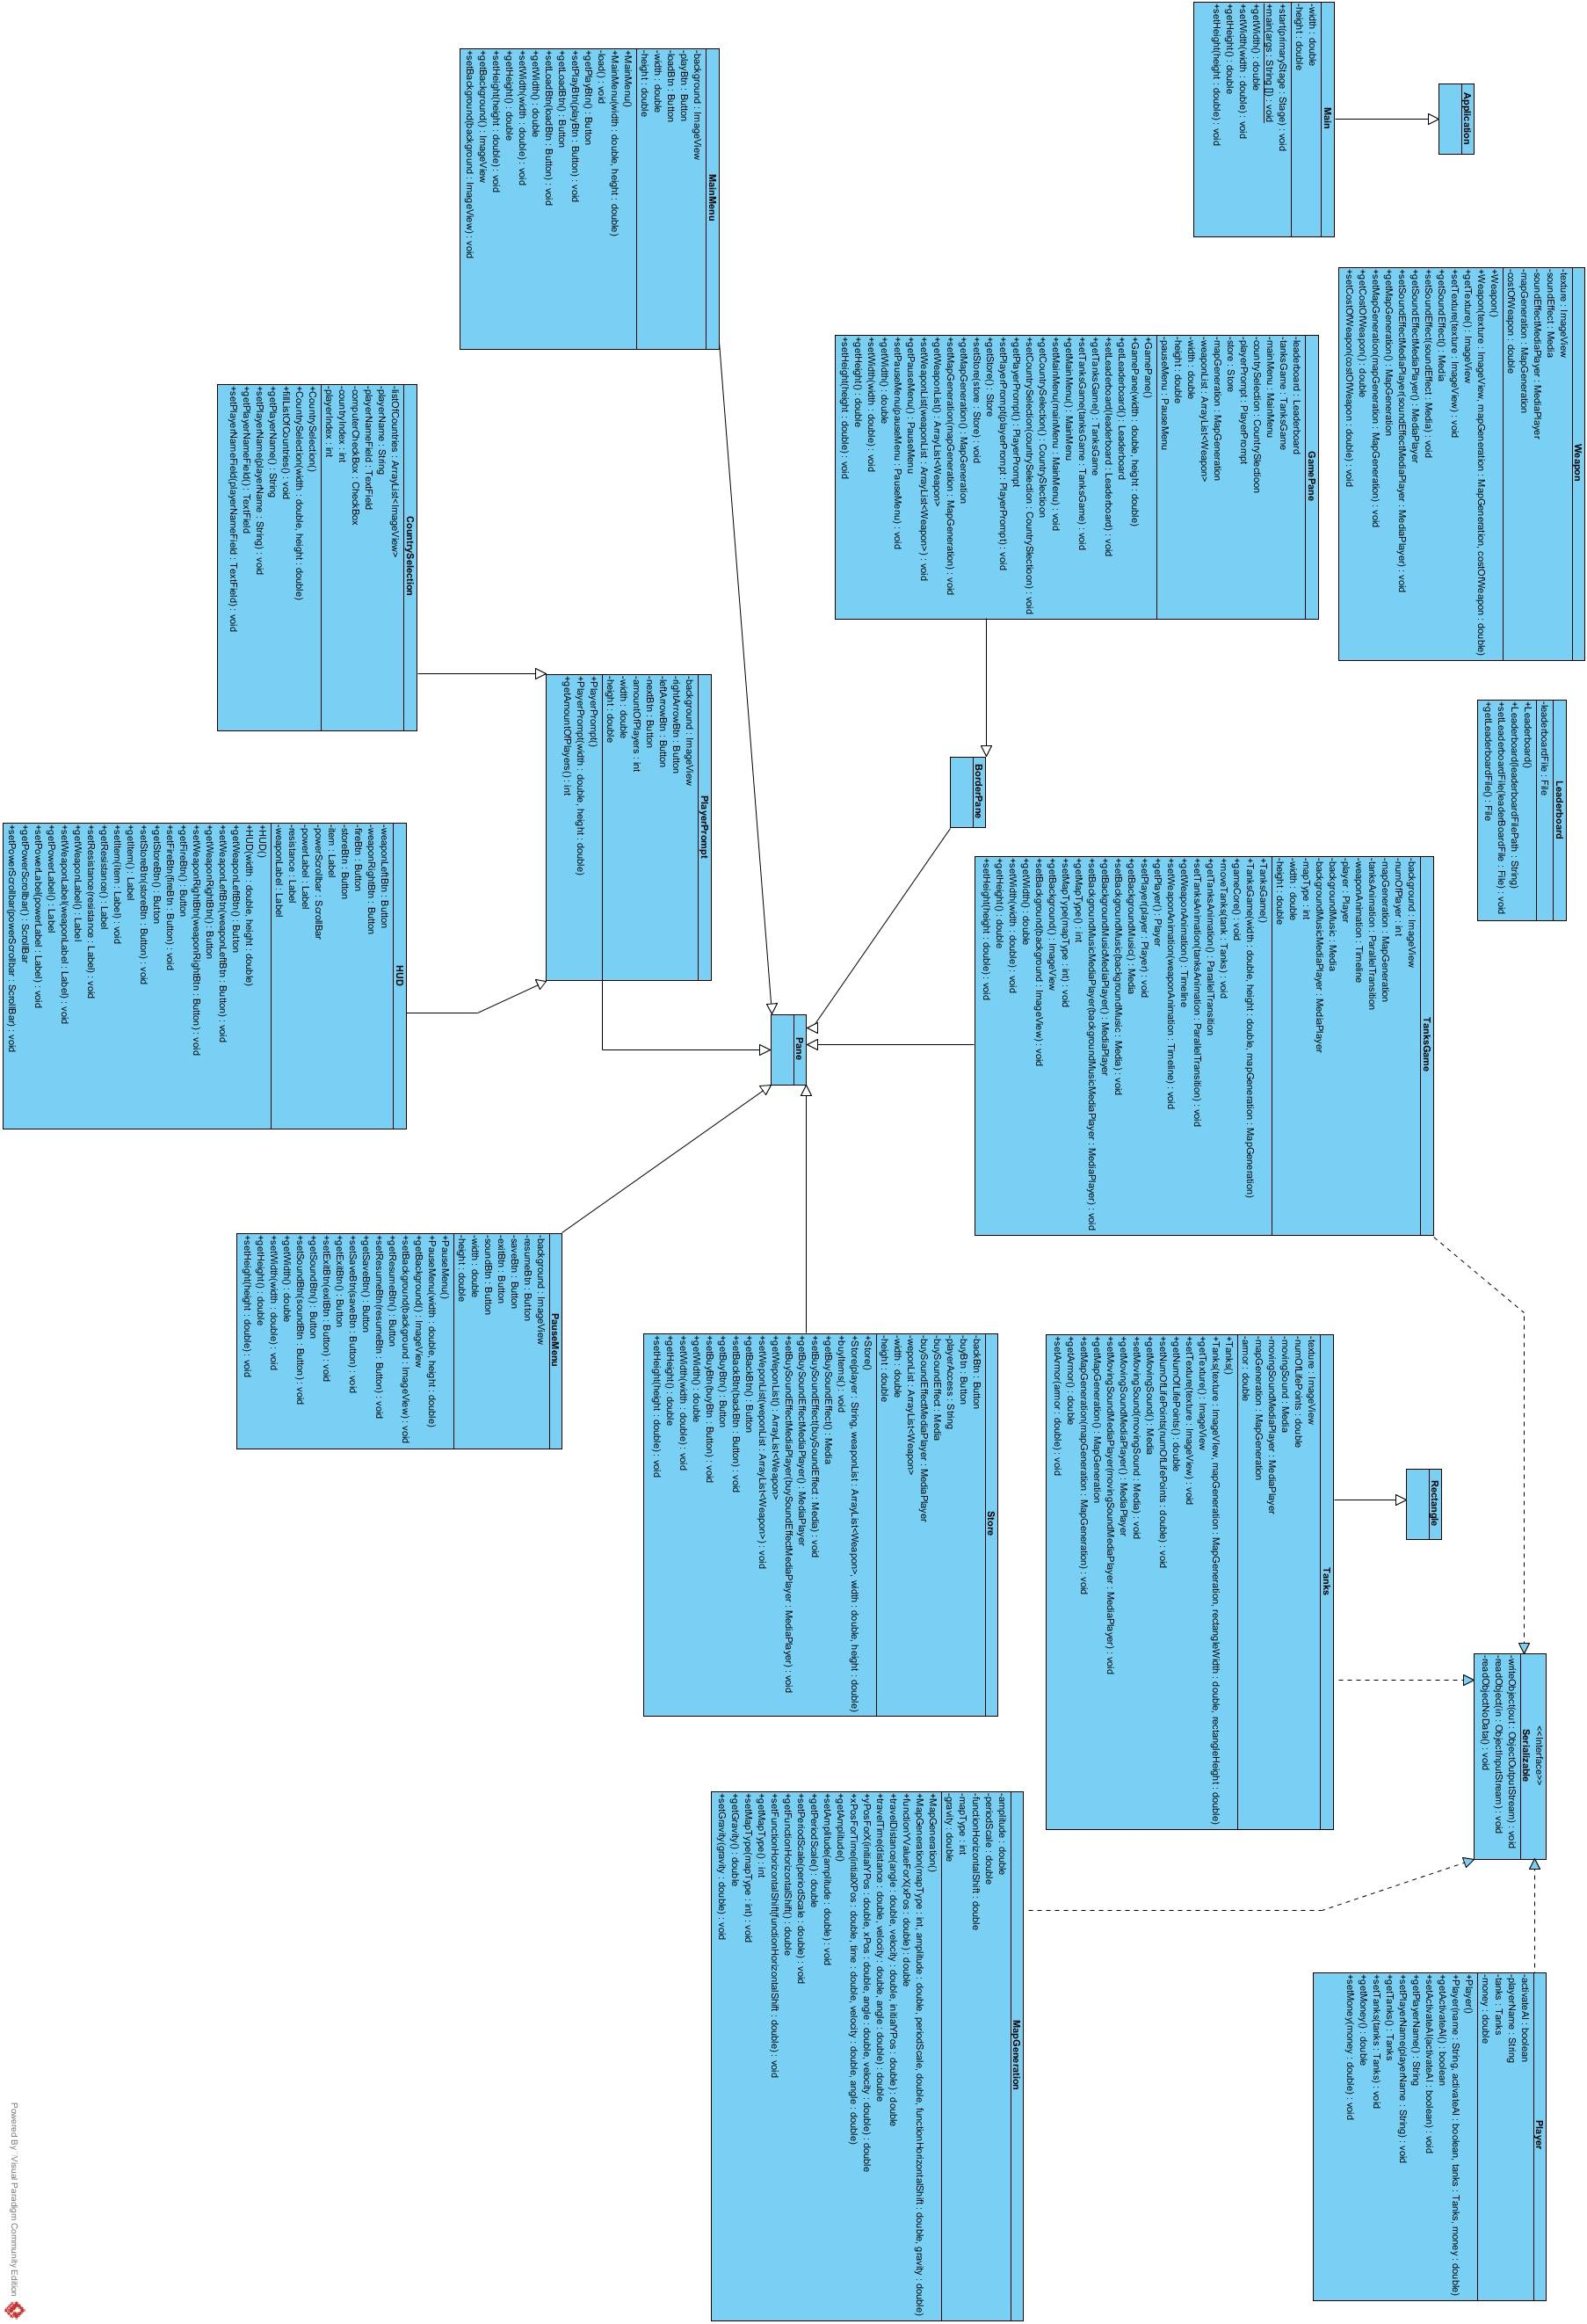 Application
Main
-width : double
-height : double
+start(primaryStage : Stage) : void
+main(args : String []) : void
+getWidth() : double
+setWidth(width : double) : void
+getHeight() : double
+setHeight(height : double) : void
Weapon
-texture : ImageView
-soundEffect : Media
-soundEffectMediaPlayer : MediaPlayer
-mapGeneration : MapGeneration
-costOfWeapon : double
+Weapon()
+Weapon(texture : ImageView, mapGeneration : MapGeneration, costOfWeapon : double)
+getTexture() : ImageView
+setTexture(texture : ImageView) : void
+getSoundEffect() : Media
+setSoundEffect(soundEffect : Media) : void
+getSoundEffectMediaPlayer() : MediaPlayer
+setSoundEffectMediaPlayer(soundEffectMediaPlayer : MediaPlayer) : void
+getMapGeneration() : MapGeneration
+setMapGeneration(mapGeneration : MapGeneration) : void
+getCostOfWeapon() : double
+setCostOfWeapon(costOfWeapon : double) : void
Leaderboard
-leaderboardFile : File
+Leaderboard()
+Leaderboard(leaderboardFilePath : String)
+setLeaderboardFile(leaderBoardFile : File) : void
+getLeaderboardFile() : File
<<Interface>>
Serializable
-writeObject(out : ObjectOutputStream) : void
-readObject(in : ObjectInputStream) : void
-readObjectNoData() : void
Player
-activateAI : boolean
-playerName : String
-tanks : Tanks
-money : double
+Player()
+Player(name : String, activateAI : boolean, tanks : Tanks, money : double)
+getActivateAI() : boolean
+setActivateAI(activateAI : boolean) : void
+getPlayerName() : String
+setPlayerName(playerName : String) : void
+getTanks() : Tanks
+setTanks(tanks : Tanks) : void
+getMoney() : double
+setMoney(money : double) : void
GamePane
-leaderboard : Leaderboard
-tanksGame : TanksGame
-mainMenu : MainMenu
-countrySelection : CountrySlectioon
-playerPrompt : PlayerPrompt
-store : Store
-mapGeneration : MapGeneration
-weaponList : ArrayList<Weapon>
-width : double
-height : double
-pauseMenu : PauseMenu
+GamePane()
+GamePane(width : double, height : double)
+getLeaderboard() : Leaderboard
+setLeaderboard(leaderboard : Leaderboard) : void
+getTanksGame() : TanksGame
+setTanksGame(tanksGame : TanksGame) : void
+getMainMenu() : MainMenu
+setMainMenu(mainMenu : MainMenu) : void
+getCountrySelection() : CountrySlectioon
+setCountrySelection(countrySelection : CountrySlectioon) : void
+getPlayerPrompt() : PlayerPrompt
+setPlayerPrompt(playerPrompt : PlayerPrompt) : void
+getStore() : Store
+setStore(store : Store) : void
+getMapGeneration() : MapGeneration
+setMapGeneration(mapGeneration : MapGeneration) : void
+getWeaponList() : ArrayList<Weapon>
+setWeaponList(weaponList : ArrayList<Weapon>) : void
+getPauseMenu() : PauseMenu
+setPauseMenu(pauseMenu : PauseMenu) : void
+getWidth() : double
+setWidth(width : double) : void
+getHeight() : double
+setHeight(height : double) : void
BorderPane
TanksGame
-background : ImageView
-numOfPlayer : int
-mapGeneration : MapGeneration
-tanksAnimation : ParallelTransition
-weaponAnimation : Timeline
-player : Player
-backgroundMusic : Media
-backgroundMusicMediaPlayer : MediaPlayer
-mapType : int
-width : double
-height : double
+TanksGame()
+TanksGame(width : double, height : double, mapGeneration : MapGeneration)
+gameCore() : void
+moveTanks(tank : Tanks) : void
+getTanksAnimation() : ParallelTransition
+setTanksAnimation(tanksAnimation : ParallelTransition) : void
+getWeaponAnimation() : Timeline
+setWeaponAnimation(weaponAnimation : Timeline) : void
+getPlayer() : Player
+setPlayer(player : Player) : void
+getBackgroundMusic() : Media
+setBackgroundMusic(backgroundMusic : Media) : void
+getBackgroundMusicMediaPlayer() : MediaPlayer
+setBackgroundMusicMediaPlayer(backgroundMusicMediaPlayer : MediaPlayer) : void
+getMapType() : int
+setMapType(mapType : int) : void
+getBackground() : ImageView
+setBackground(background : ImageView) : void
+getWidth() : double
+setWidth(width : double) : void
+getHeight() : double
+setHeight(height : double) : void
Rectangle
Tanks
-texture : ImageView
-numOfLifePoints : double
-movingSound : Media
-movingSoundMediaPlayer : MediaPlayer
-mapGeneration : MapGeneration
-armor : double
+Tanks()
+Tanks(texture : ImageView, mapGeneration : MapGeneration, rectangleWidth : double, rectangleHeight : double)
+getTexture() : ImageView
+setTexture(texture : ImageView) : void
+getNumOfLifePoints() : double
+setNumOfLifePoints(numOfLifePoints : double) : void
+getMovingSound() : Media
+setMovingSound(movingSound : Media) : void
+getMovingSoundMediaPlayer() : MediaPlayer
+setMovingSoundMediaPlayer(movingSoundMediaPlayer : MediaPlayer) : void
+getMapGeneration() : MapGeneration
+setMapGeneration(mapGeneration : MapGeneration) : void
+getArmor() : double
+setArmor(armor : double) : void
MapGeneration
-amplitude : double
-periodScale : double
-functionHorizontalShift : double
-mapType : int
-gravity : double
+MapGeneration()
+MapGeneration(mapType : int, amplitude : double, periodScale, double, functionHorizontalShift : double, gravity : double)
+functionYValueForX(xPos : double) : double
+travelDistance(angle : double, velocity : double, initialYPos : double) : double
+travelTime(distance : double, velocity : double, angle : double) : double
+yPosForX(initialYPos : double, xPos : double, angle : double, velocity : double) : double
+xPosForTime(intialXPos : double, time : double, velocity : double, angle : double)
+getAmplitude()
+setAmplitude(amplitude : double) : void
+getPeriodScale() : double
+setPeriodScale(periodScale : double) : void
+getFunctionHorizontalShift() : double
+setFunctionHorizontalShift(functionHorizontalShift : double) : void
+getMapType() : int
+setMapType(mapType : int) : void
+getGravity() : double
+setGravity(gravity : double) : void
MainMenu
-background : ImageView
-playBtn : Button
-loadBtn : Button
-width : double
-height : double
+MainMenu()
+MainMenu(width : double, height : double)
-load() : void
+getPlayBtn() : Button
+setPlayBtn(playBtn : Button) : void
+getLoadBtn() : Button
+setLoadBtn(loadBtn : Button) : void
+getWidth() : double
+setWidth(width : double) : void
+getHeight() : double
+setHeight(height : double) : void
+getBackground() : ImageView
+setBackground(background : ImageView) : void
PlayerPrompt
-background : ImageView
-rightArrowBtn : Button
-leftArrowBtn : Button
-nextBtn : Button
-amountOfPlayers : int
-width : double
-height : double
+PlayerPrompt()
+PlayerPrompt(width : double, height : double)
+getAmountOfPlayers() : int
Pane
Store
-backBtn : Button
-buyBtn : Button
-playerAccess : String
-buySoundEffect : Media
-buySoundEffectMediaPlayer : MediaPlayer
-weponList : ArrayList<Weapon>
-width : double
-height : double
+Store()
+Store(player : String, weaponList : ArrayList<Weapon>, width : double, height : double)
+buyItems() : void
+getBuySoundEffect() : Media
+setBuySoundEffect(buySoundEffect : Media) : void
+getBuySoundEffectMediaPlayer() : MediaPlayer
+setBuySoundEffectMediaPlayer(buySoundEffectMediaPlayer : MediaPlayer) : void
+getWeponList() : ArrayList<Weapon>
+setWeponList(weponList : ArrayList<Weapon>) : void
+getBackBtn() : Button
+setBackBtn(backBtn : Button) : void
+getBuyBtn() : Button
+setBuyBtn(buyBtn : Button) : void
+getWidth() : double
+setWidth(width : double) : void
+getHeight() : double
+setHeight(height : double) : void
CountrySelection
-listOfCountries : ArrayList<ImageView>
-playerName : String
-playerNameField : TextField
-computerCheckBox : CheckBox
-countryIndex : int
-playerIndex : int
+CountrySelection()
+CountrySelection(width : double, height : double)
+fillListOfCountries() : void
+getPlayerName() : String
+setPlayerName(playerName : String) : void
+getPlayerNameField() : TextField
+setPlayerNameField(playerNameField : TextField) : void
HUD
-weaponLeftBtn : Button
-weaponRightBtn : Button
-fireBtn : Button
-storeBtn : Button
-item : Label
-powerScrollbar : ScrollBar
-powerLabel : Label
-resistance : Label
-weaponLabel : Label
+HUD()
+HUD(width : double, height : double)
+getWeaponLeftBtn() : Button
+setWeaponLeftBtn(weaponLeftBtn : Button) : void
+getWeaponRightBtn() : Button
+setWeaponRightBtn(weaponRightBtn : Button) : void
+getFireBtn() : Button
+setFireBtn(fireBtn : Button) : void
+getStoreBtn() : Button
+setStoreBtn(storeBtn : Button) : void
+getItem() : Label
+setItem(item : Label) : void
+getResistance() : Label
+setResistance(resistance : Label) : void
+getWeaponLabel() : Label
+setWeaponLabel(weaponLabel : Label) : void
+getPowerLabel() : Label
+setPowerLabel(powerLabel : Label) : void
+getPowerScrollbar() : ScrollBar
+setPowerScrollbar(powerScrollbar : ScrollBar) : void
PauseMenu
-background : ImageView
-resumeBtn : Button
-saveBtn : Button
-exitBtn : Button
-soundBtn : Button
-width : double
-height : double
+PauseMenu()
+PauseMenu(width : double, height : double)
+getBackground() : ImageView
+setBackground(background : ImageView) : void
+getResumeBtn() : Button
+setResumeBtn(resumeBtn : Button) : void
+getSaveBtn() : Button
+setSaveBtn(saveBtn : Button) : void
+getExitBtn() : Button
+setExitBtn(exitBtn : Button) : void
+getSoundBtn() : Button
+setSoundBtn(soundBtn : Button) : void
+getWidth() : double
+setWidth(width : double) : void
+getHeight() : double
+setHeight(height : double) : void
Powered By Visual Paradigm Community Edition